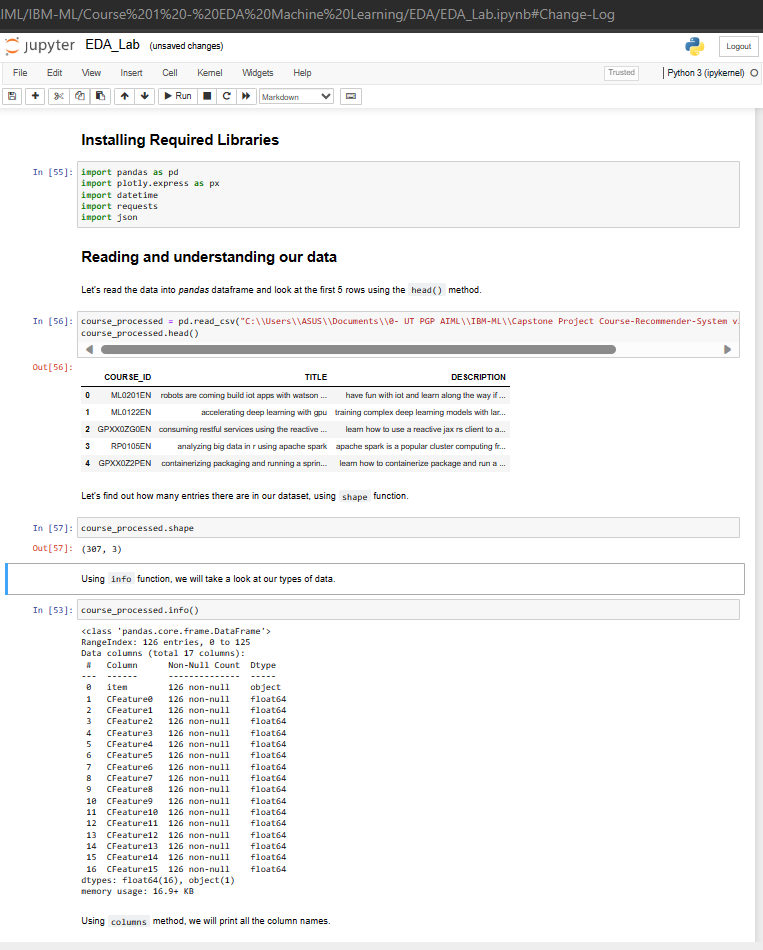 IML/IBM-ML/Course%201%20-%20EDA%20Machine%20Learning/EDA/EDA_Lab.ipynb#Change-Log
jupyter EDA_Lab (unsaved changes)
Logout
File Edit View Insert Cell Kernel Widgets Help
Trusted
Python 3 (ipykernel)
Run
Markdown
Installing Required Libraries
In [55]: import pandas as pd
import plotly.express as px
import datetime
import requests
import json
Reading and understanding our data
Let's read the data into pandas dataframe and look at the first 5 rows using the head() method.
In [56]: course_processed = pd.read_csv("C:\\Users\\ASUS\\Documents\\0- UT PGP AIML\\IBM-ML\\Capstone Project Course-Recommender-System v.
course_processed.head()
Out[56]:
COURSE_ID TITLE DESCRIPTION
0 ML0201EN robots are coming build iot apps with watson ... have fun with iot and learn along the way if ...
1 ML0122EN accelerating deep learning with gpu training complex deep learning models with lar...
2 GPXX0ZG0EN consuming restful services using the reactive ... learn how to use a reactive jax rs client to a...
3 RP0105EN analyzing big data in r using apache spark apache spark is a popular cluster computing fr...
4 GPXX0Z2PEN containerizing packaging and running a sprin... learn how to containerize package and run a ...
Let's find out how many entries there are in our dataset, using shape function.
In [57]: course_processed.shape
Out[57]: (307, 3)
Using info function, we will take a look at our types of data.
In [53]: course_processed.info()
<class 'pandas.core.frame.DataFrame'>
RangeIndex: 126 entries, 0 to 125
Data columns (total 17 columns):
# Column Non-Null Count Dtype
--- ------ -------------- -----
0 item 126 non-null object
1 CFeature0 126 non-null float64
2 CFeature1 126 non-null float64
3 CFeature2 126 non-null float64
4 CFeature3 126 non-null float64
5 CFeature4 126 non-null float64
6 CFeature5 126 non-null float64
7 CFeature6 126 non-null float64
8 CFeature7 126 non-null float64
9 CFeature8 126 non-null float64
10 CFeature9 126 non-null float64
11 CFeature10 126 non-null float64
12 CFeature11 126 non-null float64
13 CFeature12 126 non-null float64
14 CFeature13 126 non-null float64
15 CFeature14 126 non-null float64
16 CFeature15 126 non-null float64
dtypes: float64(16), object(1)
memory usage: 16.9+ KB
Using columns method, we will print all the column names.